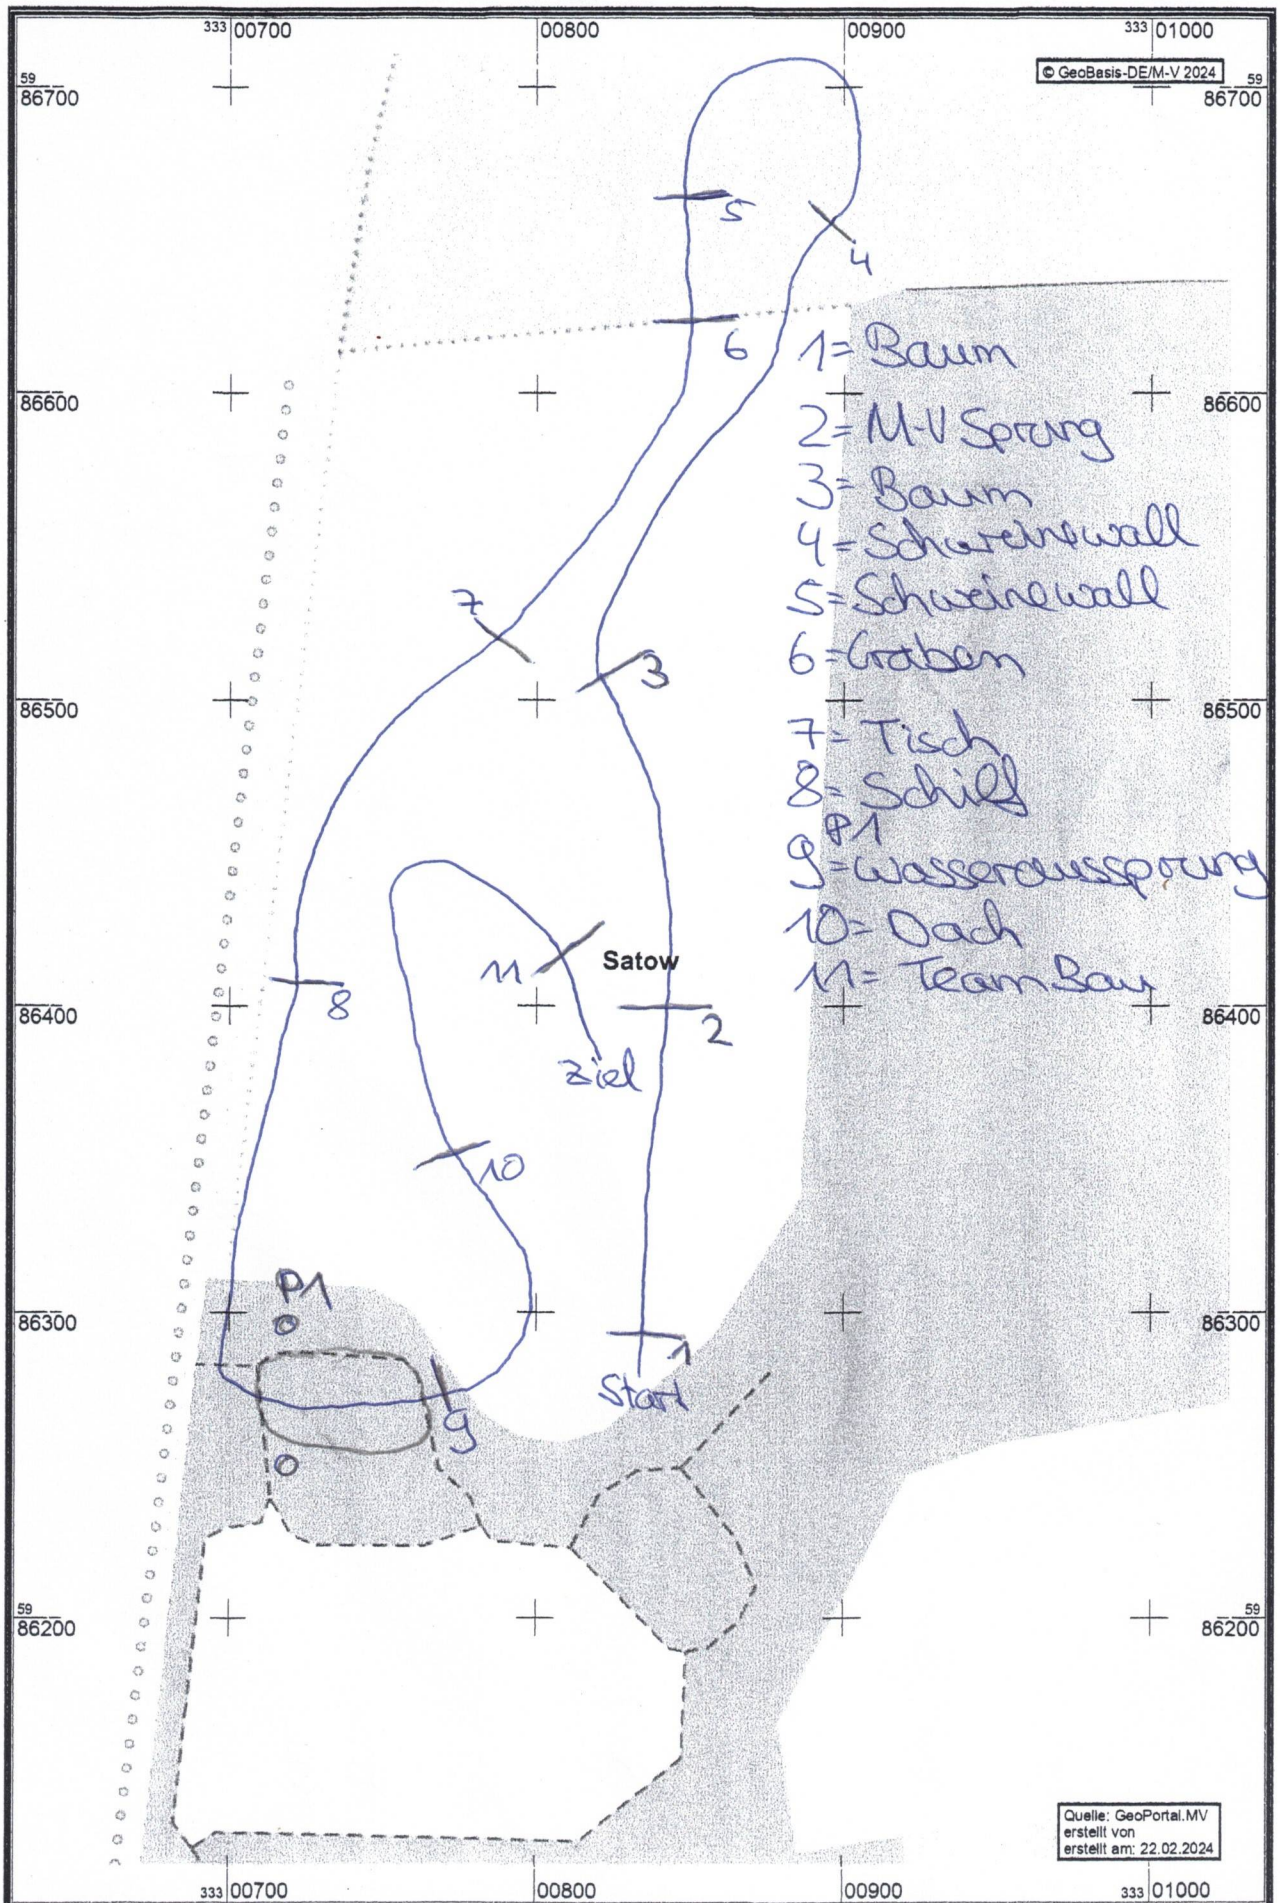 333 00700 00800 00900 333 01000
© GeoBasis-DE/M-V 2024
59 86700 59 86700
5
4
6
1= Baum
86600 86600
2= M-V Sprung
3= Baum
4= Schweinewall
7
5= Schweinewall
3
6= Graben
86500 86500
7= Tisch
8= Schilf
P1
9= Wasseraussprung
10= Dach
11 Satow
11= TeamBau
8
86400 86400
2
Ziel
10
P1
86300 86300
1
Start
9
59 86200 59 86200
Quelle: GeoPortal.MV
erstellt von
erstellt am: 22.02.2024
333 00700 00800 00900 333 01000